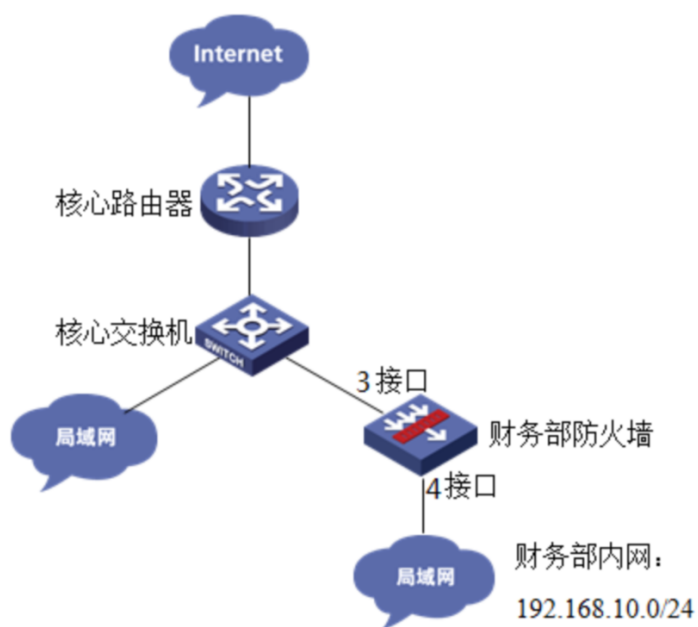 Internet
核心路由器
核心交换机
SWITCH
3接口
局域网
财务部防火墙
4接口
局域网
财务部内网：
192.168.10.0/24